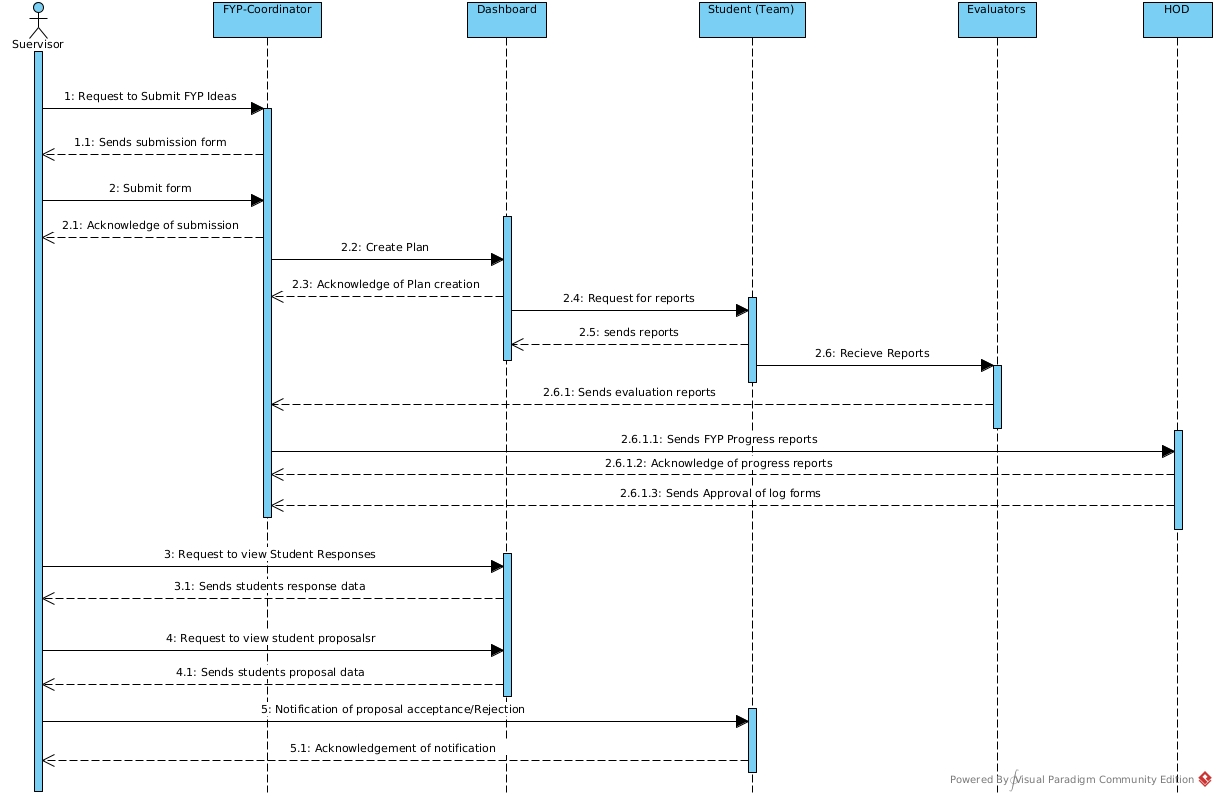 FYP-Coordinator
Dashboard
Student (Team)
Evaluators
HOD
Suervisor
1: Request to Submit FYP Ideas
1.1: Sends submission form
2: Submit form
2.1: Acknowledge of submission
2.2: Create Plan
2.3: Acknowledge of Plan creation
2.4: Request for reports
2.5: sends reports
2.6: Recieve Reports
2.6.1: Sends evaluation reports
2.6.1.1: Sends FYP Progress reports
2.6.1.2: Acknowledge of progress reports
2.6.1.3: Sends Approval of log forms
3: Request to view Student Responses
3.1: Sends students response data
4: Request to view student proposalsr
4.1: Sends students proposal data
5: Notification of proposal acceptance/Rejection
5.1: Acknowledgement of notification
Powered By Visual Paradigm Community Edition